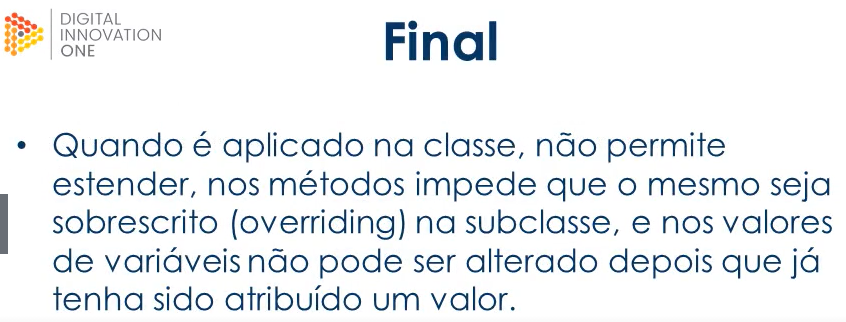 DIGITAL
INNOVATION
ONE
Final
• Quando é aplicado na classe, não permite
estender, nos métodos impede que o mesmo seja
sobrescrito (overriding) na subclasse, e nos valores
de variáveis não pode ser alterado depois que já
tenha sido atribuído um valor.